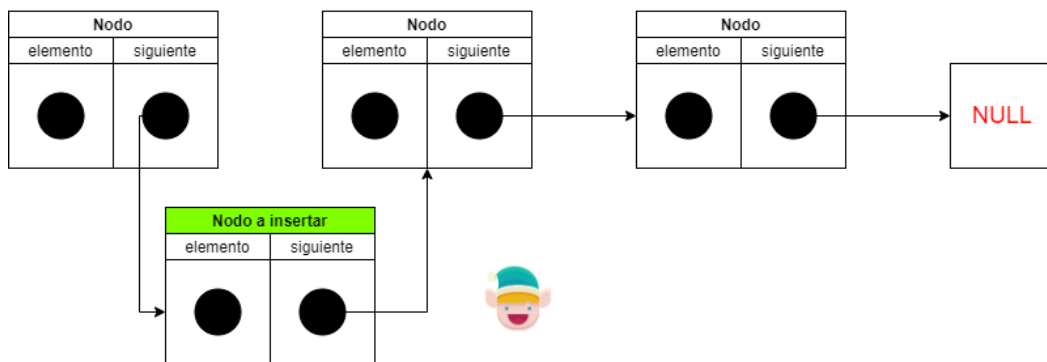 Nodo
elemento siguiente
Nodo
elemento siguiente
Nodo
elemento siguiente
NULL
Nodo a insertar
elemento siguiente